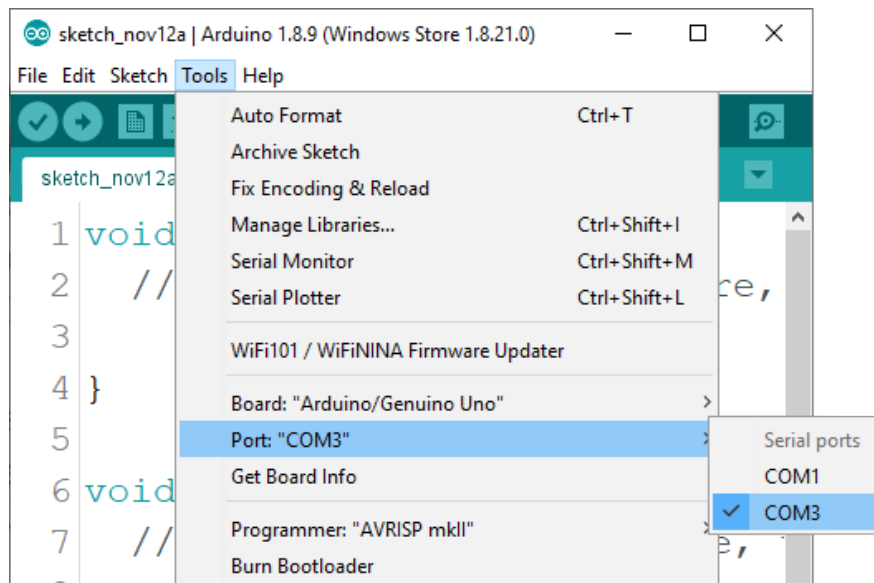 sketch_nov12a | Arduino 1.8.9 (Windows Store 1.8.21.0)
File Edit Sketch Tools Help
sketch_nov12a
Auto Format Ctrl+T
Archive Sketch
Fix Encoding & Reload
Manage Libraries... Ctrl+Shift+I
Serial Monitor Ctrl+Shift+M
Serial Plotter Ctrl+Shift+L
WiFi101 / WiFiNINA Firmware Updater
Board: "Arduino/Genuino Uno"
Port: "COM3"
Get Board Info
Programmer: "AVRISP mkII"
Burn Bootloader
Serial ports
COM1
COM3
1 void
2 // re,
3
4 }
5
6 void
7 // e,